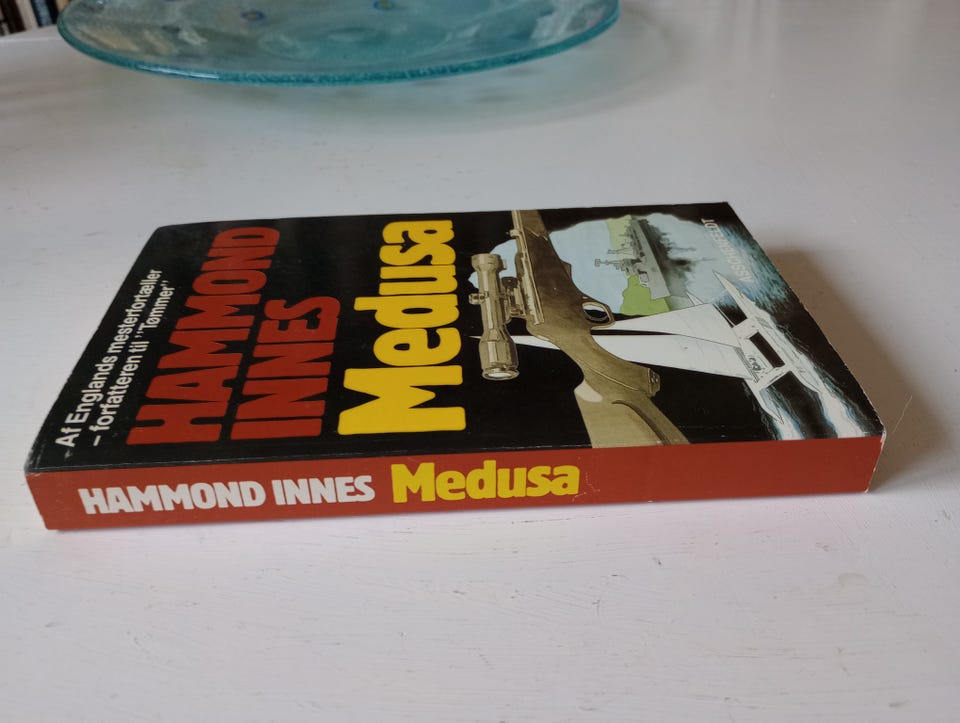 Af Englands mesterfortæller
– forfatteren til "Tømmer"
HAMMOND
INNES
Medusa
HAMMOND INNES Medusa